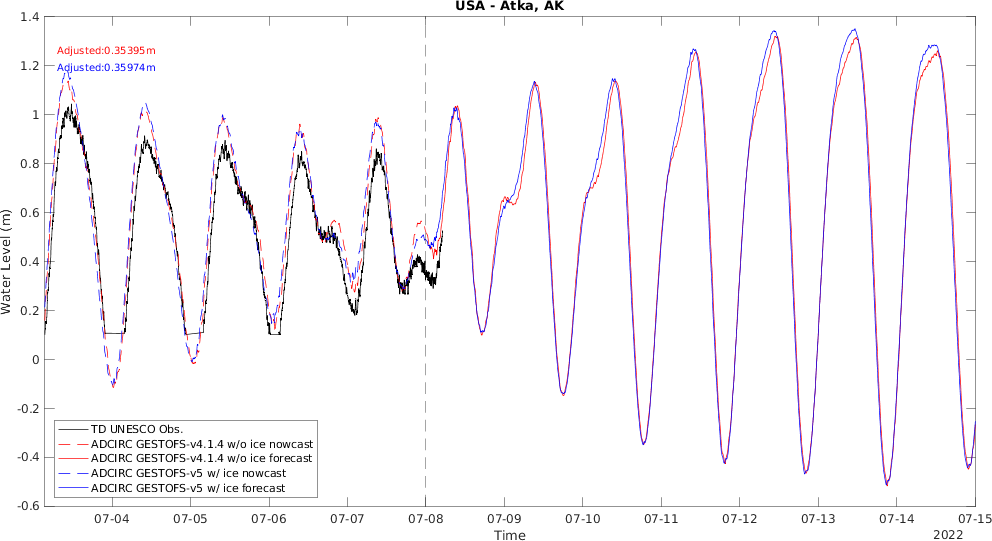 USA - Atka, AK
1.4
Adjusted:0.35395m
1.2
Adjusted:0.35974m
1
0.8
0.6
0.4
0.2
0
-0.2
-0.4
-0.6
Water Level (m)
TD UNESCO Obs.
ADCIRC GESTOFS-v4.1.4 w/o ice nowcast
ADCIRC GESTOFS-v4.1.4 w/o ice forecast
ADCIRC GESTOFS-v5 w/ ice nowcast
ADCIRC GESTOFS-v5 w/ ice forecast
07-04 07-05 07-06 07-07 07-08 07-09 07-10 07-11 07-12 07-13 07-14 07-15
Time
2022